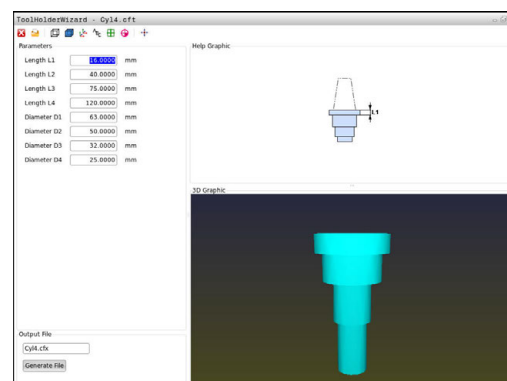 ToolHolderWizard - Cyl4.cft
Parameters
Length L1 16.0000 mm
Length L2 40.0000 mm
Length L3 75.0000 mm
Length L4 120.0000 mm
Diameter D1 63.0000 mm
Diameter D2 50.0000 mm
Diameter D3 32.0000 mm
Diameter D4 25.0000 mm
Output File
Cyl4.cfx
Generate File
Help Graphic
L1
3D Graphic